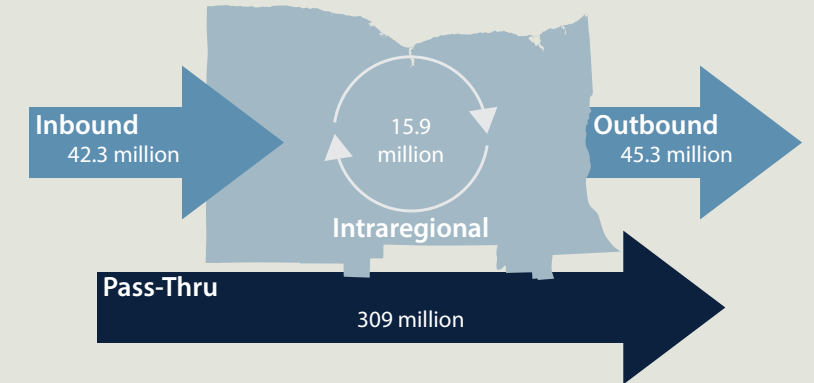 Inbound
42.3 million
15.9
million
Intraregional
Outbound
45.3 million
Pass-Thru
309 million